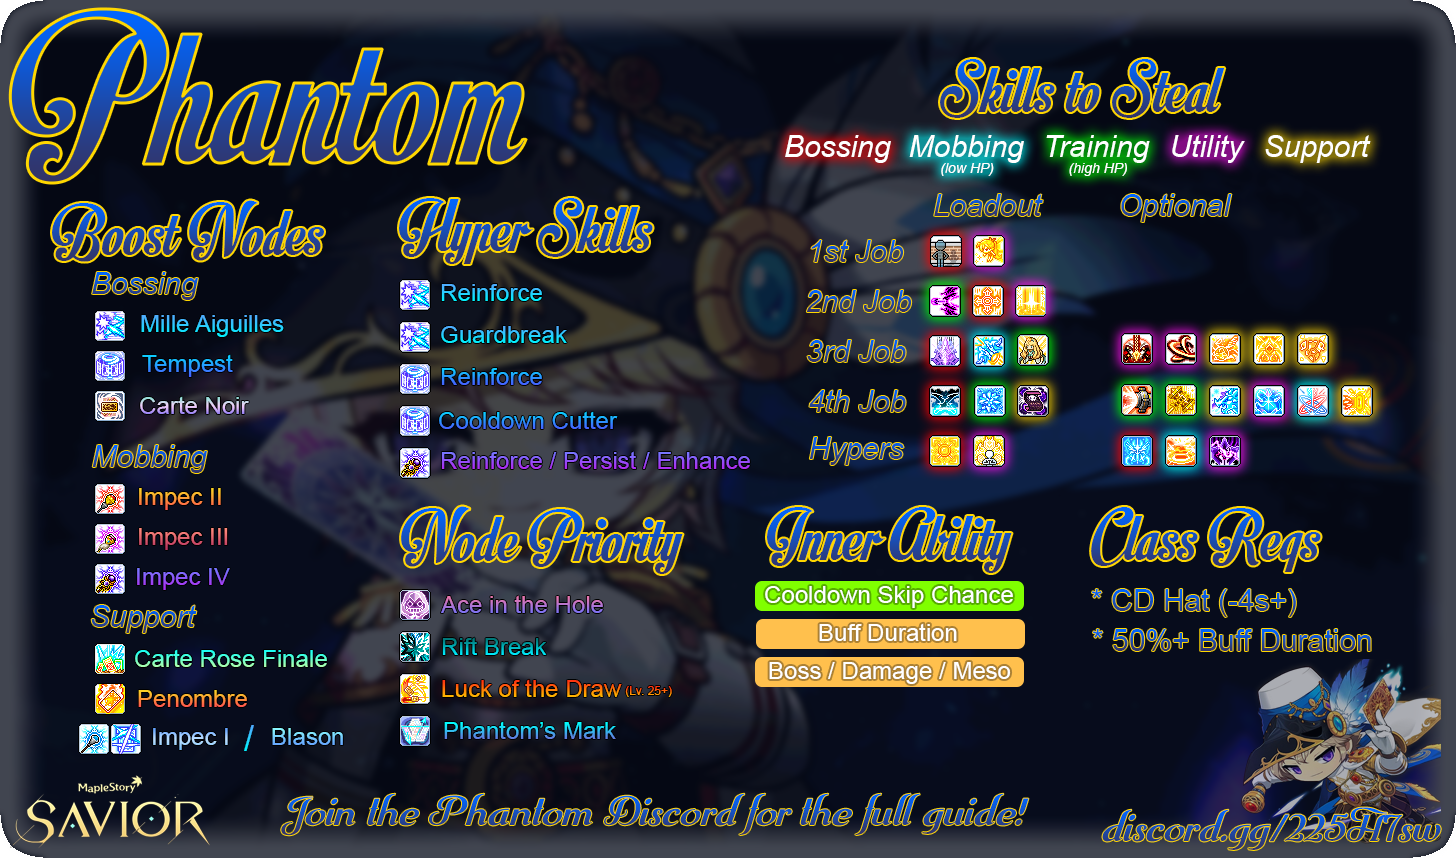 Phantom
Boost Nodes
Bossing
Mille Aiguilles
Tempest
Carte Noir
Mobbing
Impec II
Impec III
Impec IV
Support
Carte Rose Finale
Penombre
Impec I / Blason
Hyper Skills
Reinforce
Guardbreak
Reinforce
Cooldown Cutter
Reinforce / Persist / Enhance
Node Priority
Ace in the Hole
Rift Break
Luck of the Draw (Lv. 25+)
Phantom's Mark
Skills to Steal
Bossing Mobbing Training Utility Support
(low HP) (high HP)
Loadout Optional
1st Job
2nd Job
3rd Job
4th Job
Hypers
Inner Ability
Cooldown Skip Chance
Buff Duration
Boss / Damage / Meso
Class Reqs
* CD Hat (-4s+)
* 50%+ Buff Duration
MapleStory
SAVIOR
Join the Phantom Discord for the full guide!
discord.gg/225H7sw